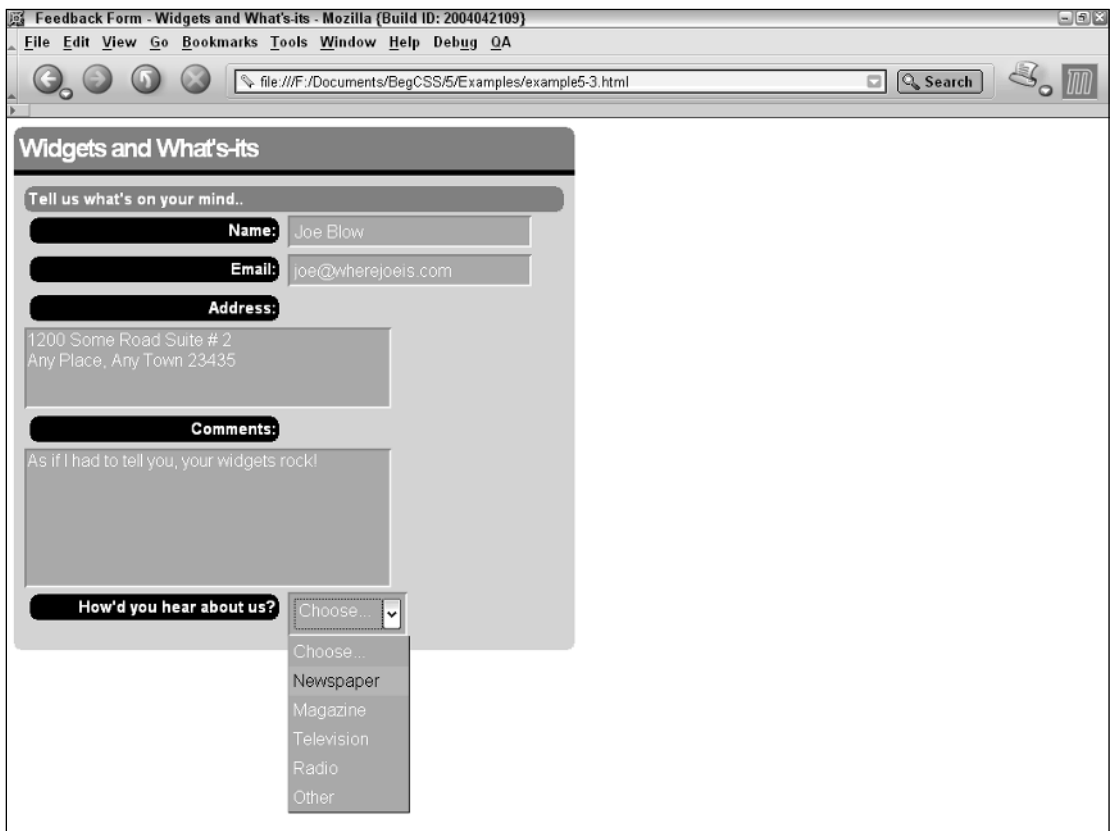 Feedback Form - Widgets and What's-its - Mozilla {Build ID: 2004042109}
File Edit View Go Bookmarks Tools Window Help Debug QA
file:///F:/Documents/BegCSS/5/Examples/example5-3.html Search
Widgets and What's-its
Tell us what's on your mind..
Name: Joe Blow
Email: joe@wherejoeis.com
Address:
1200 Some Road Suite # 2
Any Place, Any Town 23435
Comments:
As if I had to tell you, your widgets rock!
How'd you hear about us? Choose...
Choose...
Newspaper
Magazine
Television
Radio
Other